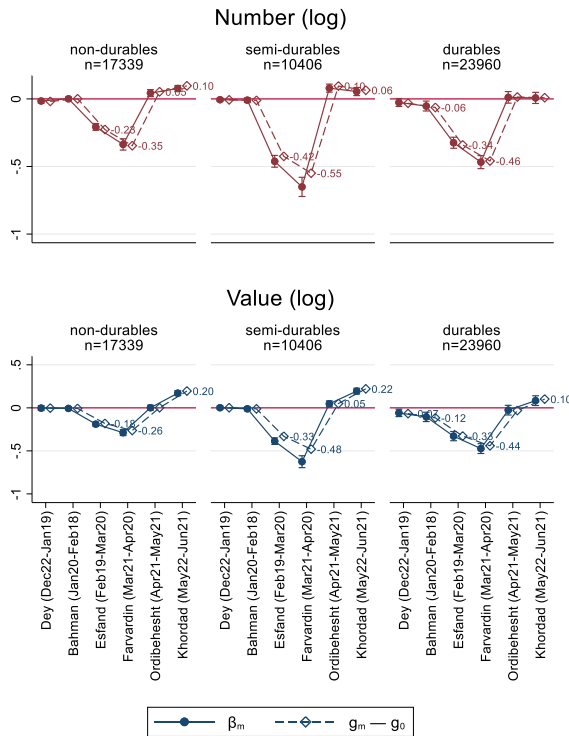 Number (log)
non-durables
n=17339
semi-durables
n=10406
durables
n=23960
0
-.5
-1
-0.23
-0.35
0.05
0.10
-0.42
-0.55
0.10
0.06
-0.06
-0.34
-0.46
Value (log)
non-durables
n=17339
semi-durables
n=10406
durables
n=23960
.5
0
-.5
-1
-0.18
-0.26
0.20
-0.33
-0.48
0.05
0.22
-0.07
-0.12
-0.33
-0.44
0.10
Dey (Dec22-Jan19)
Bahman (Jan20-Feb18)
Esfand (Feb19-Mar20)
Farvardin (Mar21-Apr20)
Ordibehesht (Apr21-May21)
Khordad (May22-Jun21)
Dey (Dec22-Jan19)
Bahman (Jan20-Feb18)
Esfand (Feb19-Mar20)
Farvardin (Mar21-Apr20)
Ordibehesht (Apr21-May21)
Khordad (May22-Jun21)
Dey (Dec22-Jan19)
Bahman (Jan20-Feb18)
Esfand (Feb19-Mar20)
Farvardin (Mar21-Apr20)
Ordibehesht (Apr21-May21)
Khordad (May22-Jun21)
βₘ
gₘ — g₀